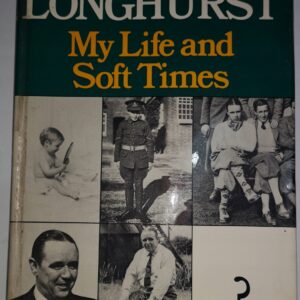 LONGHURST
My Life and
Soft Times
?